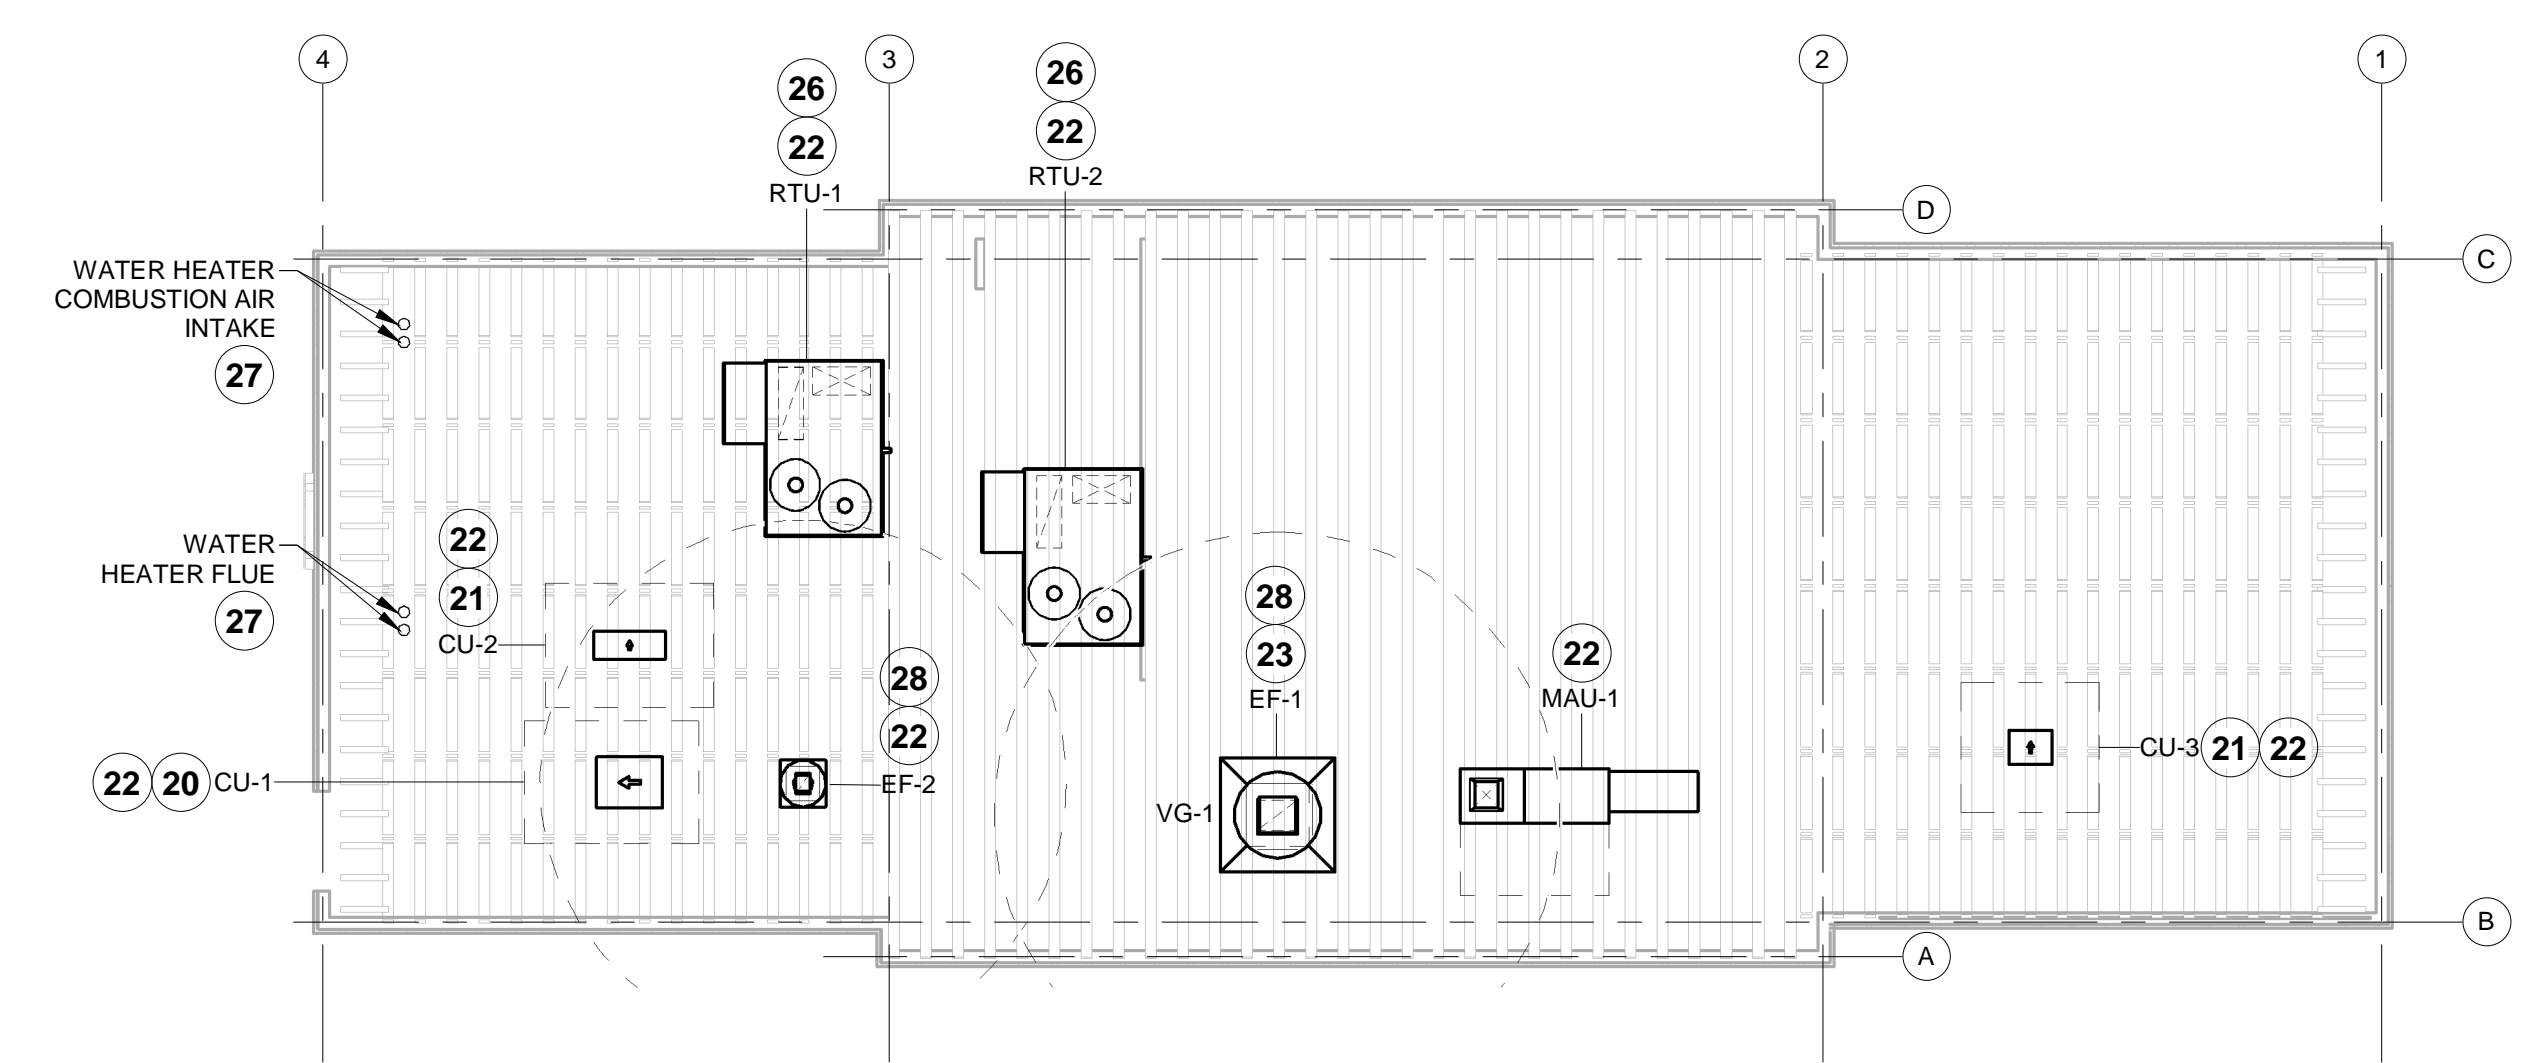 4
3
2
1
26
22
RTU-1
26
22
RTU-2
D
C
WATER HEATER
COMBUSTION AIR
INTAKE
27
WATER
HEATER FLUE
27
22
21
CU-2
28
22
EF-2
28
23
EF-1
VG-1
22
MAU-1
22 20 CU-1
CU-3 21 22
B
A